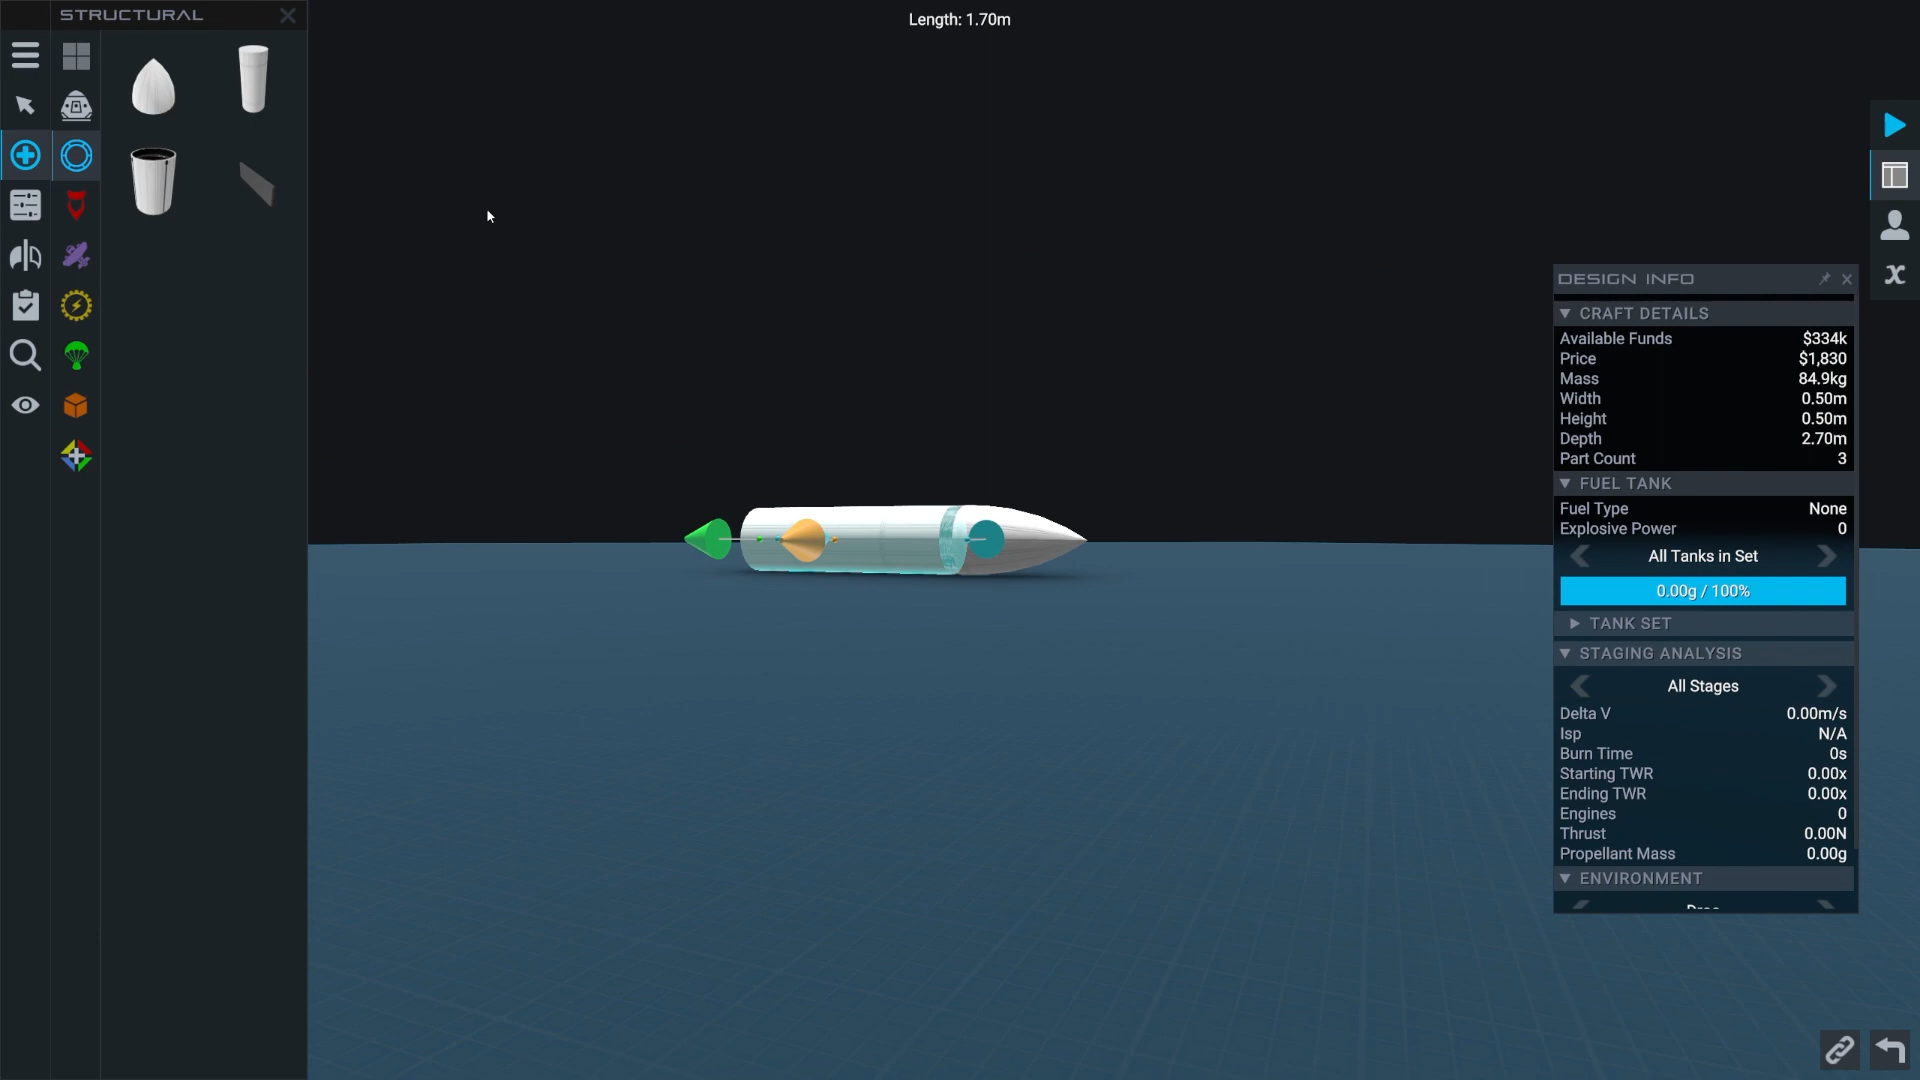 STRUCTURAL
Length: 1.70m
DESIGN INFO
CRAFT DETAILS
Available Funds $334k
Price $1,830
Mass 84.9kg
Width 0.50m
Height 0.50m
Depth 2.70m
Part Count 3
FUEL TANK
Fuel Type None
Explosive Power 0
All Tanks in Set
0.00g / 100%
TANK SET
STAGING ANALYSIS
All Stages
Delta V 0.00m/s
Isp N/A
Burn Time 0s
Starting TWR 0.00x
Ending TWR 0.00x
Engines 0
Thrust 0.00N
Propellant Mass 0.00g
ENVIRONMENT